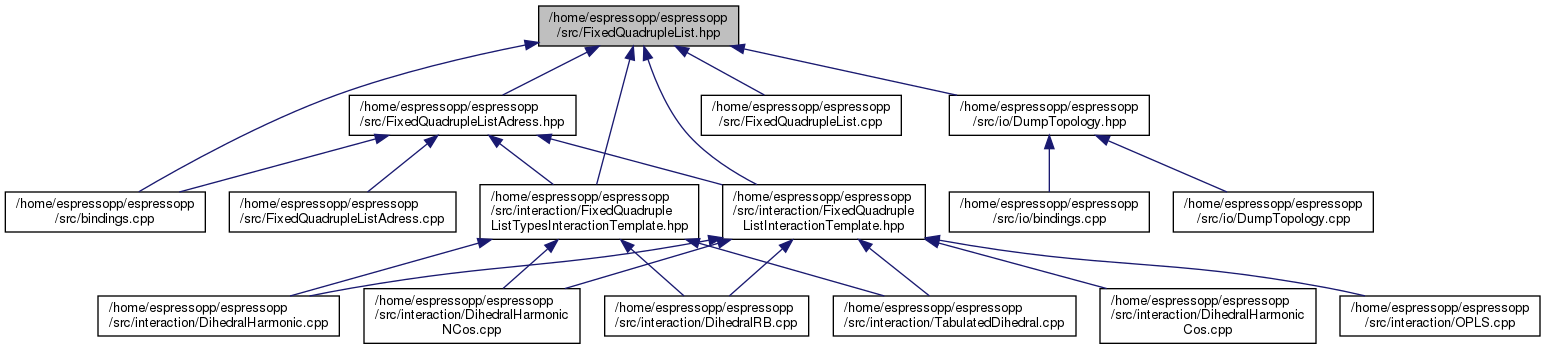 /home/espressopp/espressopp
/src/FixedQuadrupleList.hpp
/home/espressopp/espressopp
/src/FixedQuadrupleListAdress.hpp
/home/espressopp/espressopp
/src/FixedQuadrupleList.cpp
/home/espressopp/espressopp
/src/io/DumpTopology.hpp
/home/espressopp/espressopp
/src/bindings.cpp
/home/espressopp/espressopp
/src/FixedQuadrupleListAdress.cpp
/home/espressopp/espressopp
/src/interaction/FixedQuadruple
ListTypesInteractionTemplate.hpp
/home/espressopp/espressopp
/src/interaction/FixedQuadruple
ListInteractionTemplate.hpp
/home/espressopp/espressopp
/src/io/bindings.cpp
/home/espressopp/espressopp
/src/io/DumpTopology.cpp
/home/espressopp/espressopp
/src/interaction/DihedralHarmonic.cpp
/home/espressopp/espressopp
/src/interaction/DihedralHarmonic
NCos.cpp
/home/espressopp/espressopp
/src/interaction/DihedralRB.cpp
/home/espressopp/espressopp
/src/interaction/TabulatedDihedral.cpp
/home/espressopp/espressopp
/src/interaction/DihedralHarmonic
Cos.cpp
/home/espressopp/espressopp
/src/interaction/OPLS.cpp